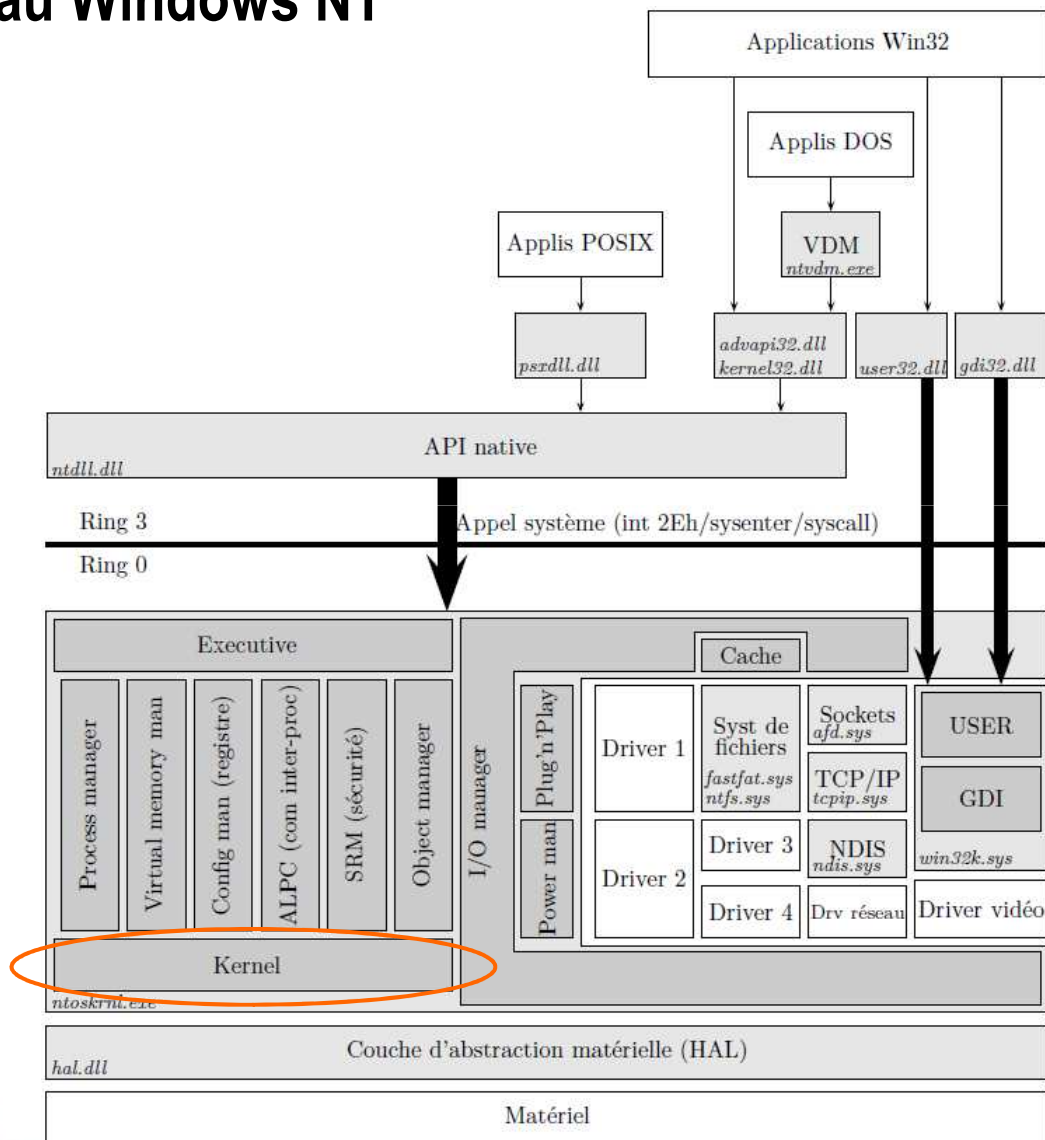 au Windows NT
Applications Win32
Applis DOS
Applis POSIX
VDM
ntvdm.exe
psxdll.dll
advapi32.dll
kernel32.dll
user32.dll
gdi32.dll
API native
ntdll.dll
Ring 3
Appel système (int 2Eh/sysenter/syscall)
Ring 0
Executive
Process manager
Virtual memory man
Config man (registre)
ALPC (com inter-proc)
SRM (sécurité)
Object manager
Kernel
ntoskrnl.exe
I/O manager
Cache
Plug'n'Play
Power man
Driver 1
Driver 2
Syst de
fichiers
fastfat.sys
ntfs.sys
Driver 3
Driver 4
Sockets
afd.sys
TCP/IP
tcpip.sys
NDIS
ndis.sys
Drv réseau
USER
GDI
win32k.sys
Driver vidéo
Couche d'abstraction matérielle (HAL)
hal.dll
Matériel